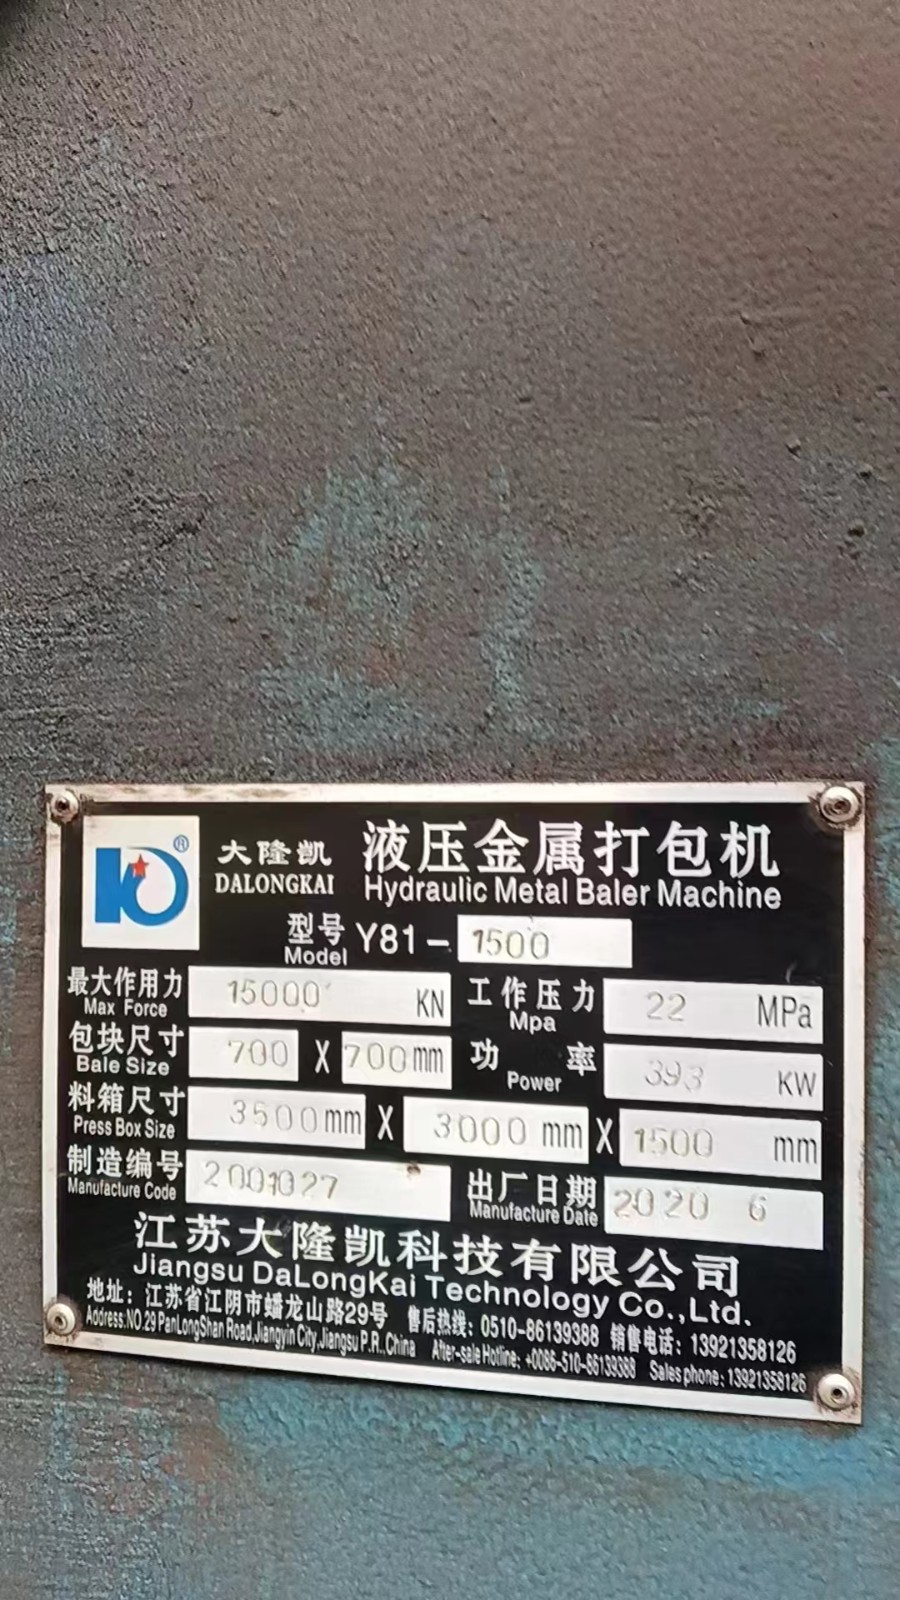 ® 大隆凯 液压金属打包机
DALONGKAI Hydraulic Metal Baler Machine
型号 Y81- 1500
Model
最大作用力 15000 KN 工作压力 22 MPa
Max Force Mpa
包块尺寸 700 X 700 mm 功 率 393 KW
Bale Size Power
料箱尺寸 3500 mm X 3000 mm X 1500 mm
Press Box Size
制造编号 2001027 出厂日期 2020 6
Manufacture Code Manufacture Date
江苏大隆凯科技有限公司
Jiangsu DaLongKai Technology Co.,Ltd.
地址：江苏省江阴市蟠龙山路29号 售后热线：0510-86139388 销售电话：13921358126
Address:NO.29 PanLongShan Road,Jiangyin City,Jiangsu P.R..China After-sale Hotline: +0086-510-86139388 Sales phone: 13921358126